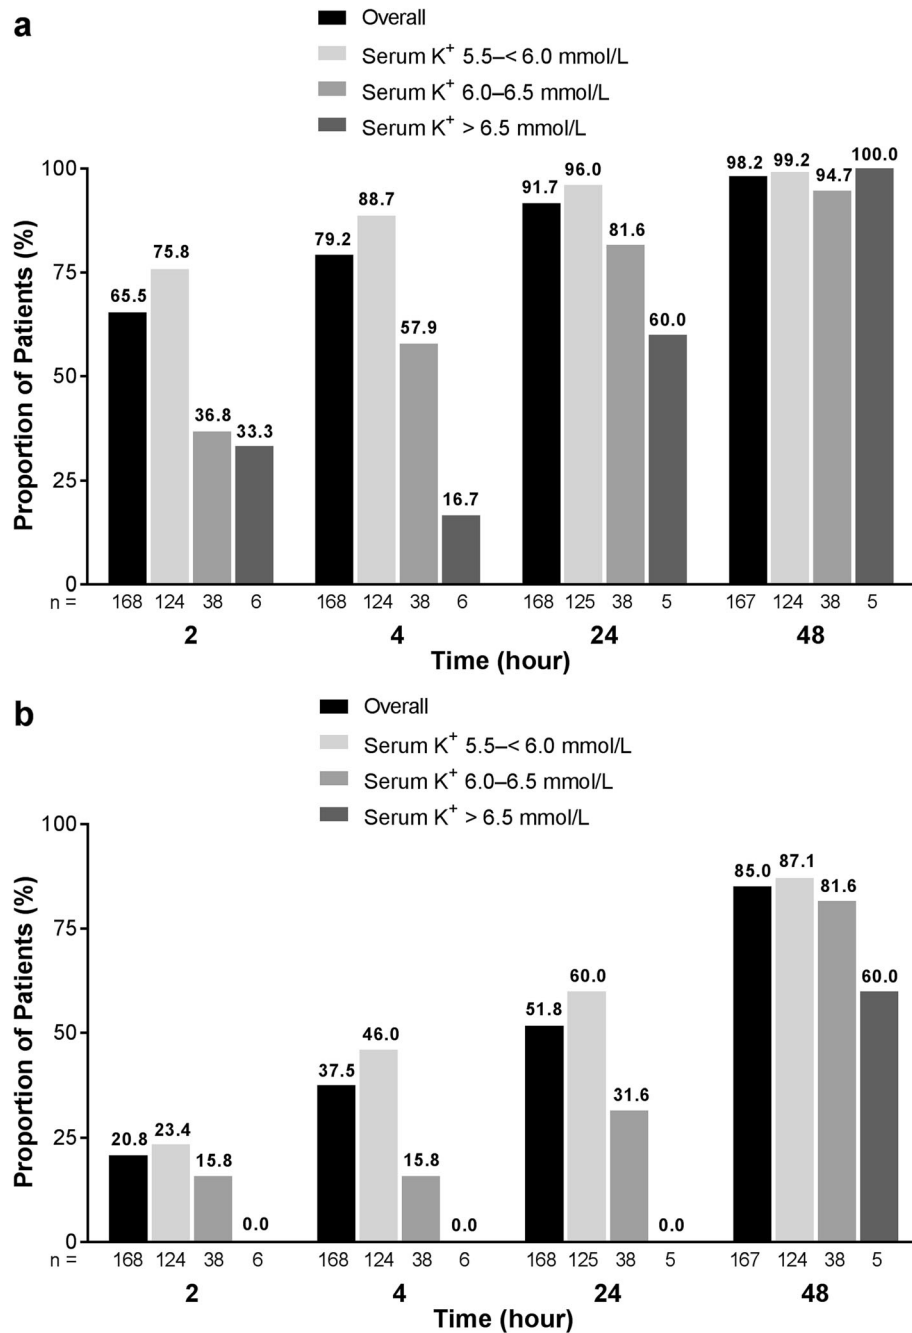 a
Overall
Serum K+ 5.5–< 6.0 mmol/L
Serum K+ 6.0–6.5 mmol/L
Serum K+ > 6.5 mmol/L
Proportion of Patients (%)
100
75
50
25
0
65.5 75.8 36.8 33.3
79.2 88.7 57.9 16.7
91.7 96.0 81.6 60.0
98.2 99.2 94.7 100.0
n = 168 124 38 6 168 124 38 6 168 125 38 5 167 124 38 5
2 4 24 48
Time (hour)
b
Overall
Serum K+ 5.5–< 6.0 mmol/L
Serum K+ 6.0–6.5 mmol/L
Serum K+ > 6.5 mmol/L
Proportion of Patients (%)
100
75
50
25
0
20.8 23.4 15.8 0.0
37.5 46.0 15.8 0.0
51.8 60.0 31.6 0.0
85.0 87.1 81.6 60.0
n = 168 124 38 6 168 124 38 6 168 125 38 5 167 124 38 5
2 4 24 48
Time (hour)